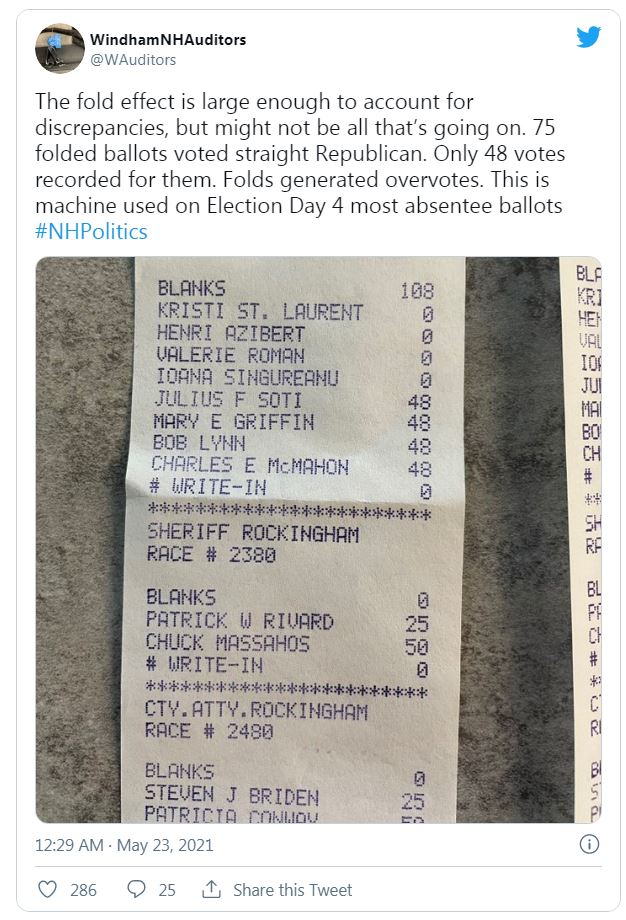 WindhamNHAuditors
@WAuditors
The fold effect is large enough to account for
discrepancies, but might not be all that's going on. 75
folded ballots voted straight Republican. Only 48 votes
recorded for them. Folds generated overvotes. This is
machine used on Election Day 4 most absentee ballots
#NHPolitics
BLANKS 108
KRISTI ST. LAURENT 0
HENRI AZIBERT 0
VALERIE ROMAN 0
IOANA SINGUREANU 0
JULIUS F SOTI 48
MARY E GRIFFIN 48
BOB LYNN 48
CHARLES E McMAHON 48
# WRITE-IN 0
**************************
SHERIFF ROCKINGHAM
RACE # 2380
BLANKS 0
PATRICK W RIVARD 25
CHUCK MASSAHOS 50
# WRITE-IN 0
**************************
CTY.ATTY.ROCKINGHAM
RACE # 2480
BLANKS 0
STEVEN J BRIDEN 25
PATRICIA CONWAY 50
12:29 AM · May 23, 2021
286 25 Share this Tweet